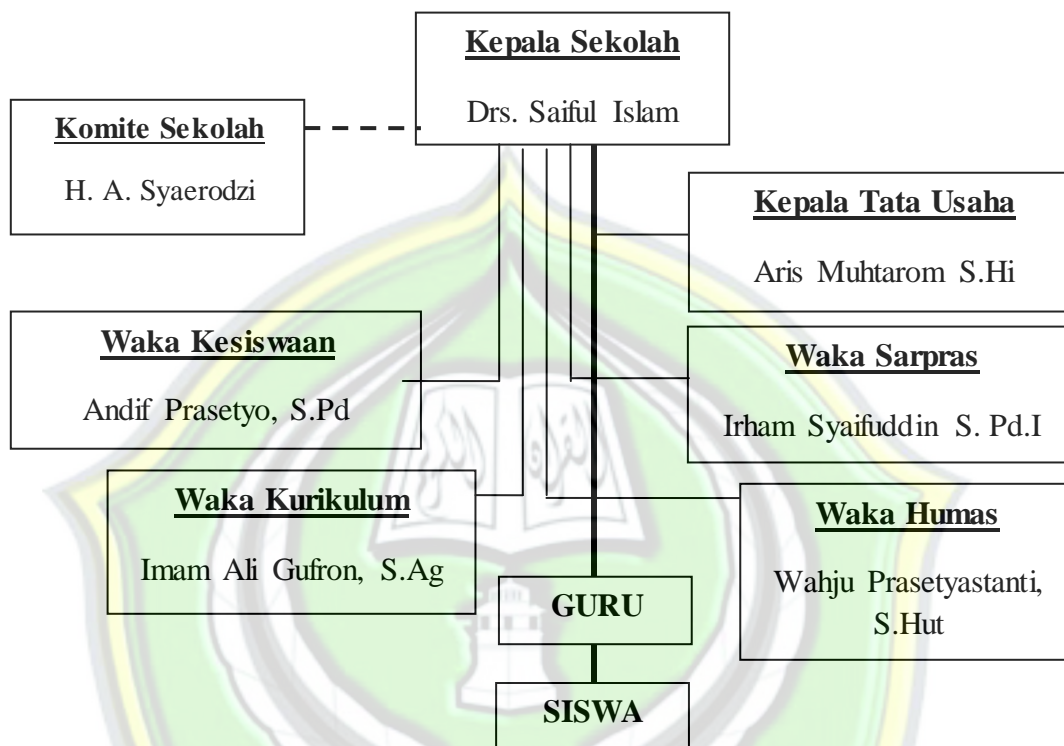 Kepala Sekolah
Drs. Saiful Islam
Komite Sekolah
H. A. Syaerodzi
Kepala Tata Usaha
Aris Muhtarom S.Hi
Waka Kesiswaan
Andif Prasetyo, S.Pd
Waka Sarpras
Irham Syaifuddin S. Pd.I
Waka Kurikulum
Imam Ali Gufron, S.Ag
Waka Humas
Wahju Prasetyastanti,
S.Hut
GURU
SISWA